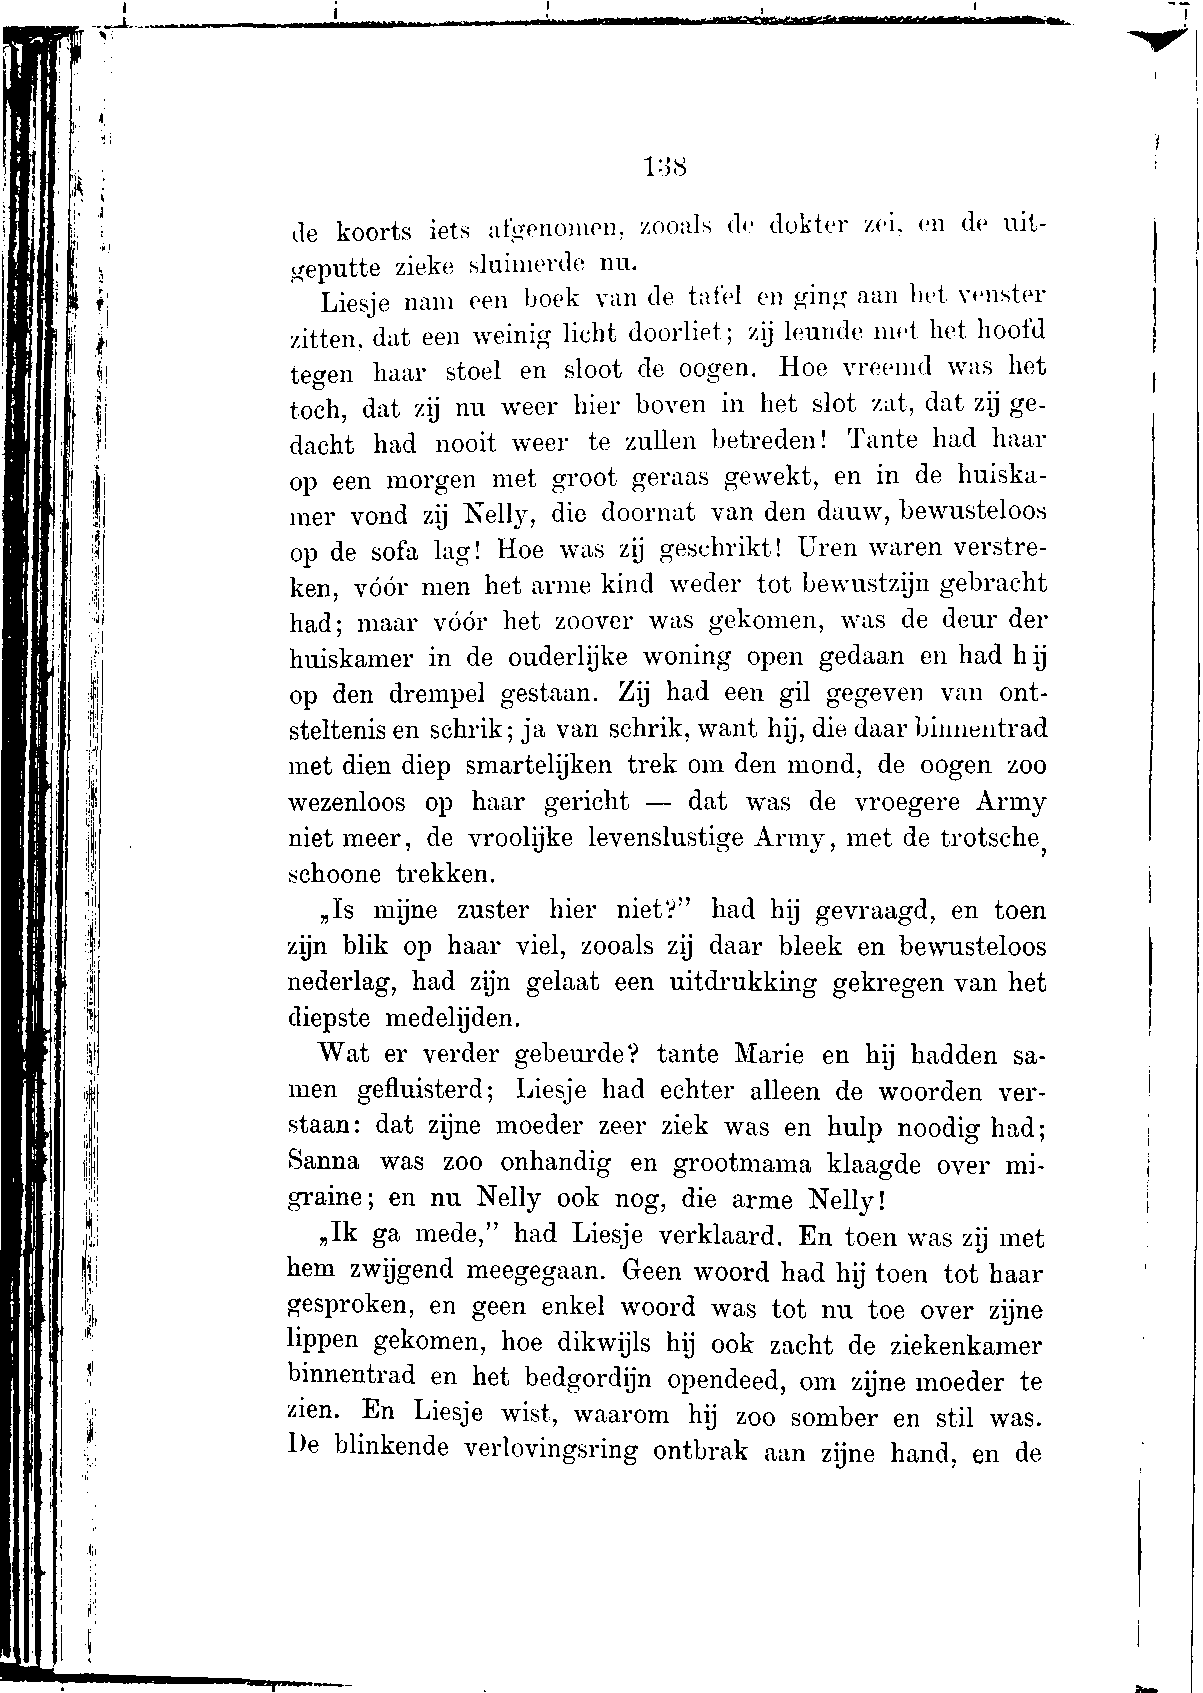 138
de koorts iets afgenomen, zooals de dokter zei, en de uit-
geputte zieke sluimerde nu.
Liesje nam een boek van de tafel en ging aan het venster
zitten, dat een weinig licht doorliet; zij leunde met het hoofd
tegen haar stoel en sloot de oogen. Hoe vreemd was het
toch, dat zij nu weer hier boven in het slot zat, dat zij ge-
dacht had nooit weer te zullen betreden! Tante had haar
op een morgen met groot geraas gewekt, en in de huiska-
mer vond zij Nelly, die doornat van den dauw, bewusteloos
op de sofa lag! Hoe was zij geschrikt! Uren waren verstre-
ken, vóór men het arme kind weder tot bewustzijn gebracht
had; maar vóór het zoover was gekomen, was de deur der
huiskamer in de ouderlijke woning open gedaan en had hij
op den drempel gestaan. Zij had een gil gegeven van ont-
steltenis en schrik; ja van schrik, want hij, die daar binnentrad
met dien diep smartelijken trek om den mond, de oogen zoo
wezenloos op haar gericht — dat was de vroegere Army
niet meer, de vroolijke levenslustige Army, met de trotsche,
schoone trekken.
„Is mijne zuster hier niet?” had hij gevraagd, en toen
zijn blik op haar viel, zooals zij daar bleek en bewusteloos
nederlag, had zijn gelaat een uitdrukking gekregen van het
diepste medelijden.
Wat er verder gebeurde? tante Marie en hij hadden sa-
men gefluisterd; Liesje had echter alleen de woorden ver-
staan: dat zijne moeder zeer ziek was en hulp noodig had;
Sanna was zoo onhandig en grootmama klaagde over mi-
graine; en nu Nelly ook nog, die arme Nelly!
„Ik ga mede,” had Liesje verklaard. En toen was zij met
hem zwijgend meegegaan. Geen woord had hij toen tot haar
gesproken, en geen enkel woord was tot nu toe over zijne
lippen gekomen, hoe dikwijls hij ook zacht de ziekenkamer
binnentrad en het bedgordijn opendeed, om zijne moeder te
zien. En Liesje wist, waarom hij zoo somber en stil was.
De blinkende verlovingsring ontbrak aan zijne hand, en de